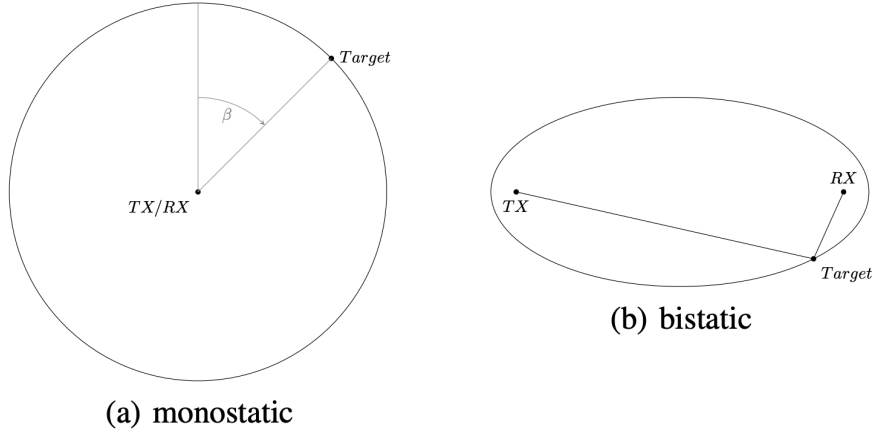 Target
β
TX/RX
(a) monostatic
RX
TX
Target
(b) bistatic